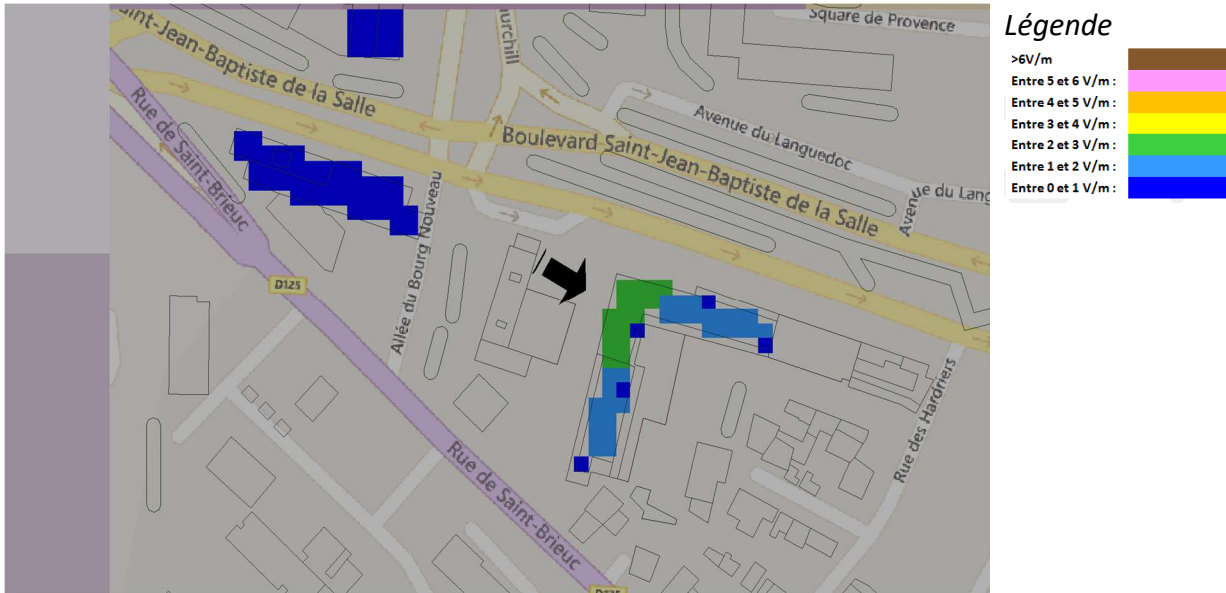 Square de Provence
int-Jean-Baptiste de la Salle
urchill
Rue de Saint-Brieuc
Boulevard Saint-Jean-Baptiste de la Salle
Avenue du Languedoc
ue du Lang
Avenu
Allée du Bourg Nouveau
D125
Rue des Hardriers
Rue de Saint-Brieuc
Légende
>6V/m
Entre 5 et 6 V/m :
Entre 4 et 5 V/m :
Entre 3 et 4 V/m :
Entre 2 et 3 V/m :
Entre 1 et 2 V/m :
Entre 0 et 1 V/m :